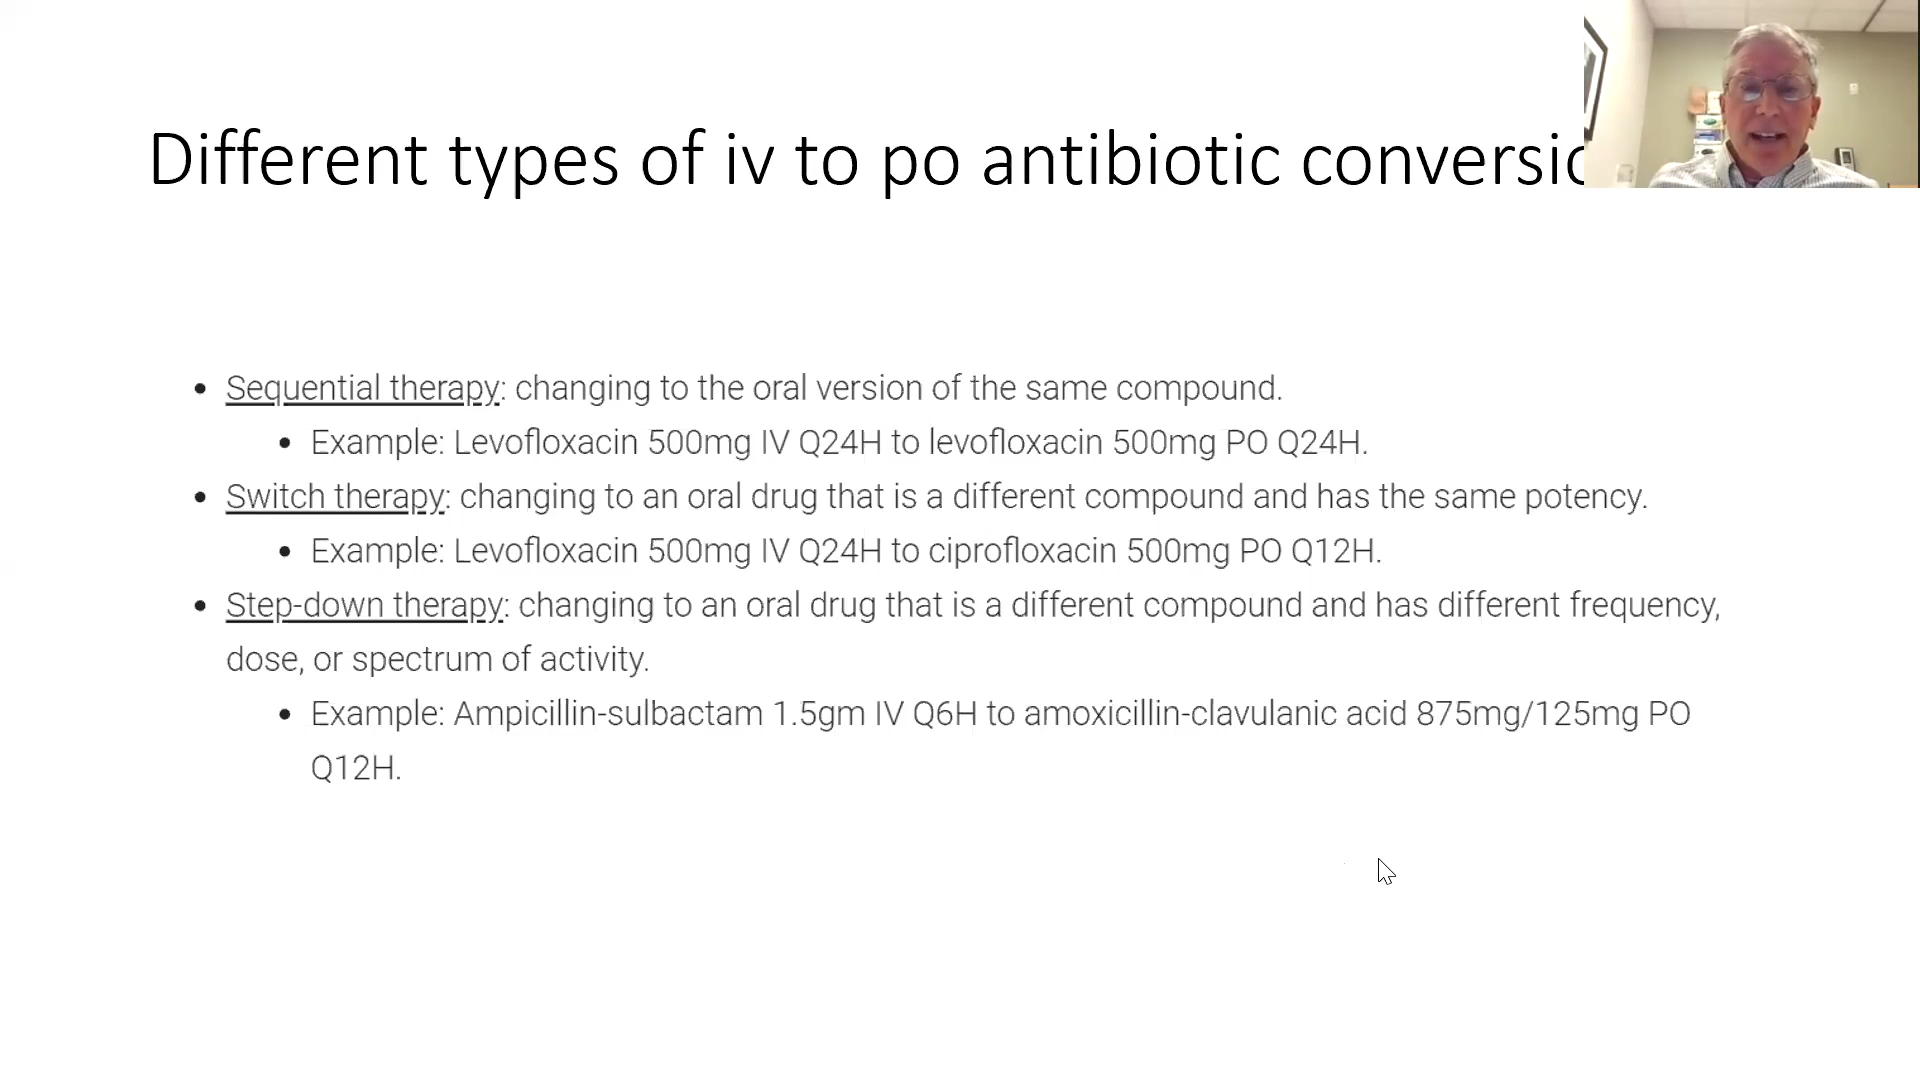 Different types of iv to po antibiotic
• Sequential therapy: changing to the oral version of the same compound.
• Example: Levofloxacin 500mg IV Q24H to levofloxacin 500mg PO Q24H.
• Switch therapy: changing to an oral drug that is a different compound and has the same potency.
• Example: Levofloxacin 500mg IV Q24H to ciprofloxacin 500mg PO Q12H.
• Step-down therapy: changing to an oral drug that is a different compound and has different frequency,
dose, or spectrum of activity.
• Example: Ampicillin-sulbactam 1.5gm IV Q6H to amoxicillin-clavulanic acid 875mg/125mg PO
Q12H.